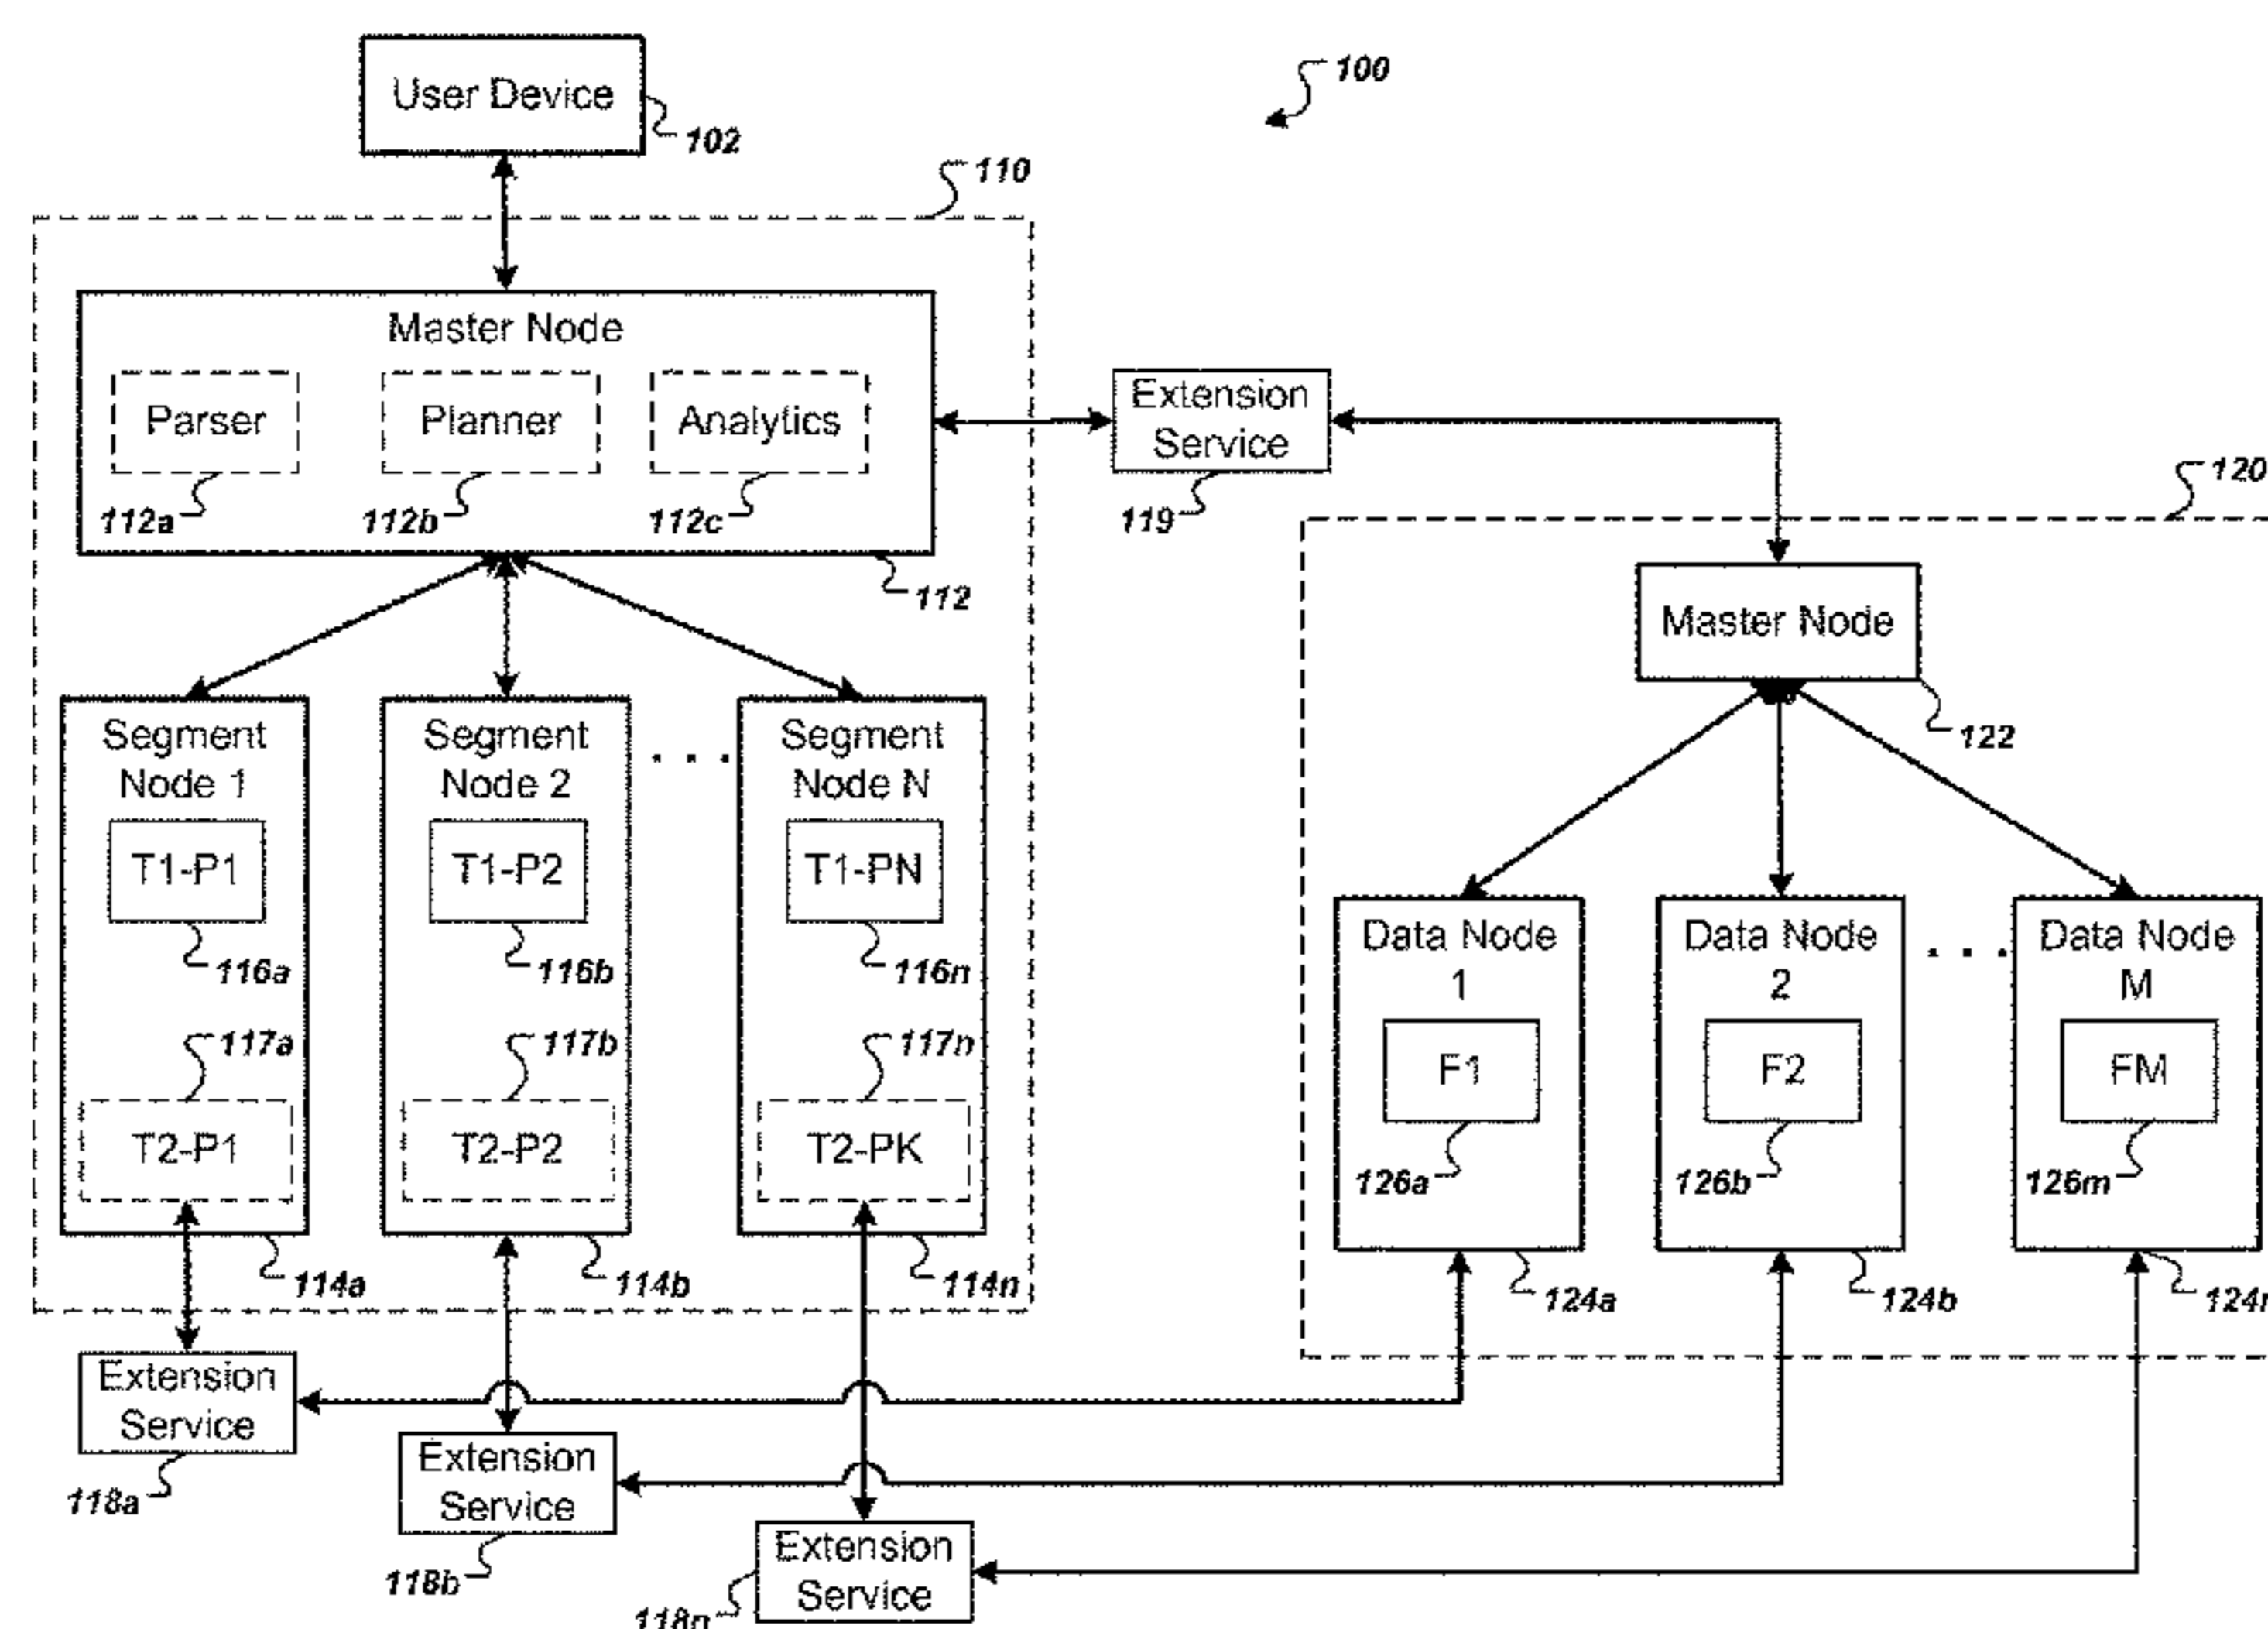 User Device
102
100
110
Master Node
Parser
Planner
Analytics
112a
112b
112c
112
Extension
Service
119
120
Master Node
122
Segment
Node 1
Segment
Node 2
. . .
Segment
Node N
T1-P1
T1-P2
T1-PN
116a
116b
116n
117a
117b
117n
T2-P1
T2-P2
T2-PK
114a
114b
114n
Data Node
1
Data Node
2
. . .
Data Node
M
F1
F2
FM
126a
126b
126m
124a
124b
Extension
Service
118a
Extension
Service
118b
Extension
Service
118n